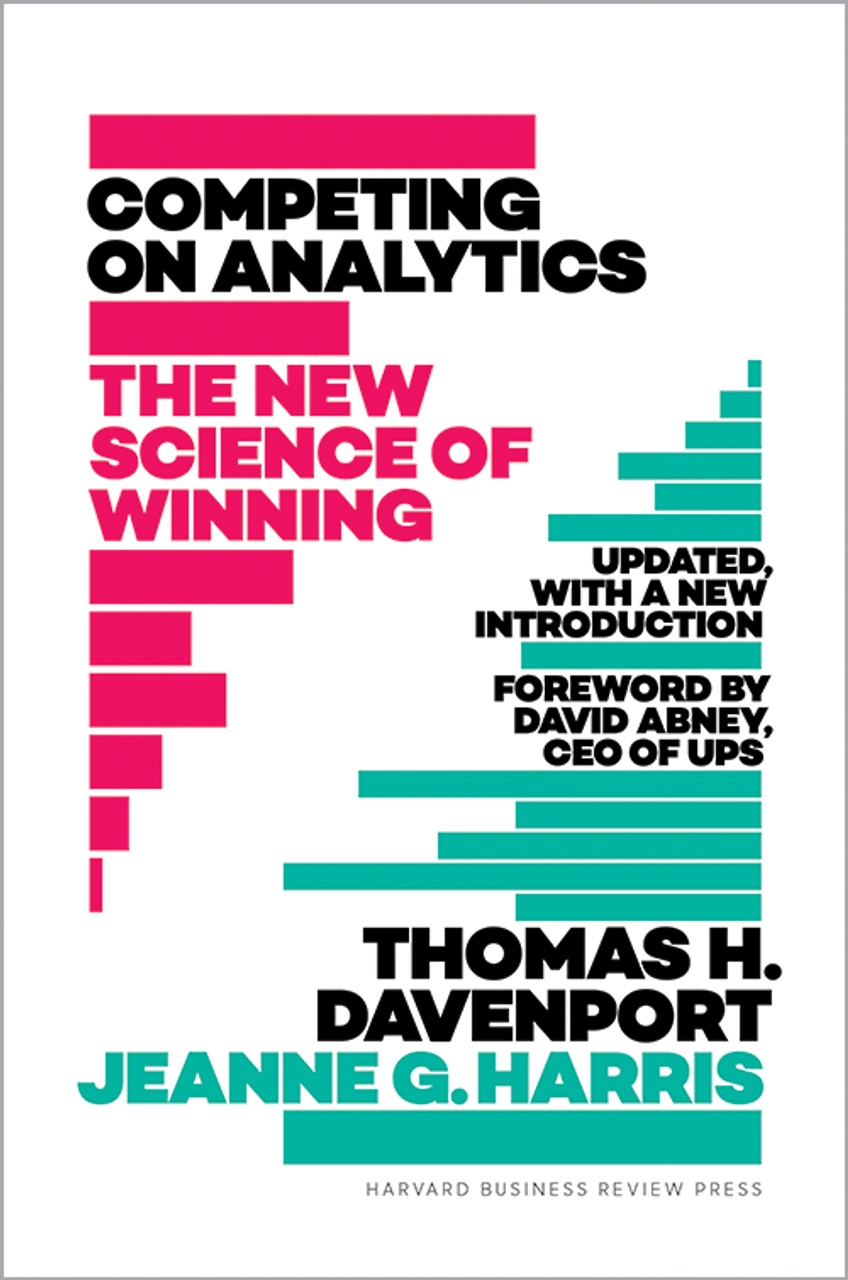 COMPETING
ON ANALYTICS
THE NEW
SCIENCE OF
WINNING
UPDATED,
WITH A NEW
INTRODUCTION
FOREWORD BY
DAVID ABNEY,
CEO OF UPS
THOMAS H.
DAVENPORT
JEANNE G. HARRIS
HARVARD BUSINESS REVIEW PRESS